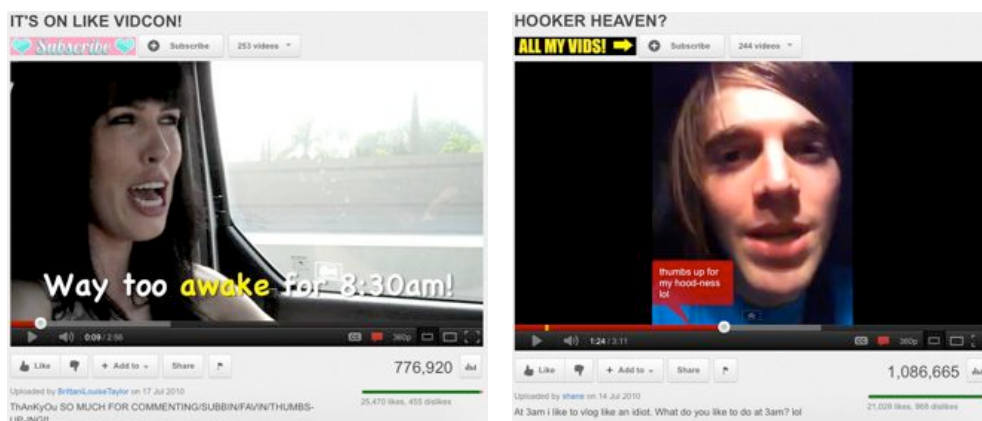 IT'S ON LIKE VIDCON!
Subscribe
Subscribe
253 videos
Way too awake for 8:30am!
0:09 / 2:56
CC
360p
Like
+ Add to
Share
776,920
Uploaded by BrittaniLouiseTaylor on 17 Jul 2010
25,470 likes, 455 dislikes
ThAnKyOu SO MUCH FOR COMMENTING/SUBBIN/FAVIN/THUMBS-
UP-ING!!
HOOKER HEAVEN?
ALL MY VIDS!
Subscribe
244 videos
thumbs up for
my hood-ness
lol
1:24 / 3:11
CC
360p
Like
+ Add to
Share
1,086,665
Uploaded by shane on 14 Jul 2010
21,028 likes, 968 dislikes
At 3am i like to vlog like an idiot. What do you like to do at 3am? lol